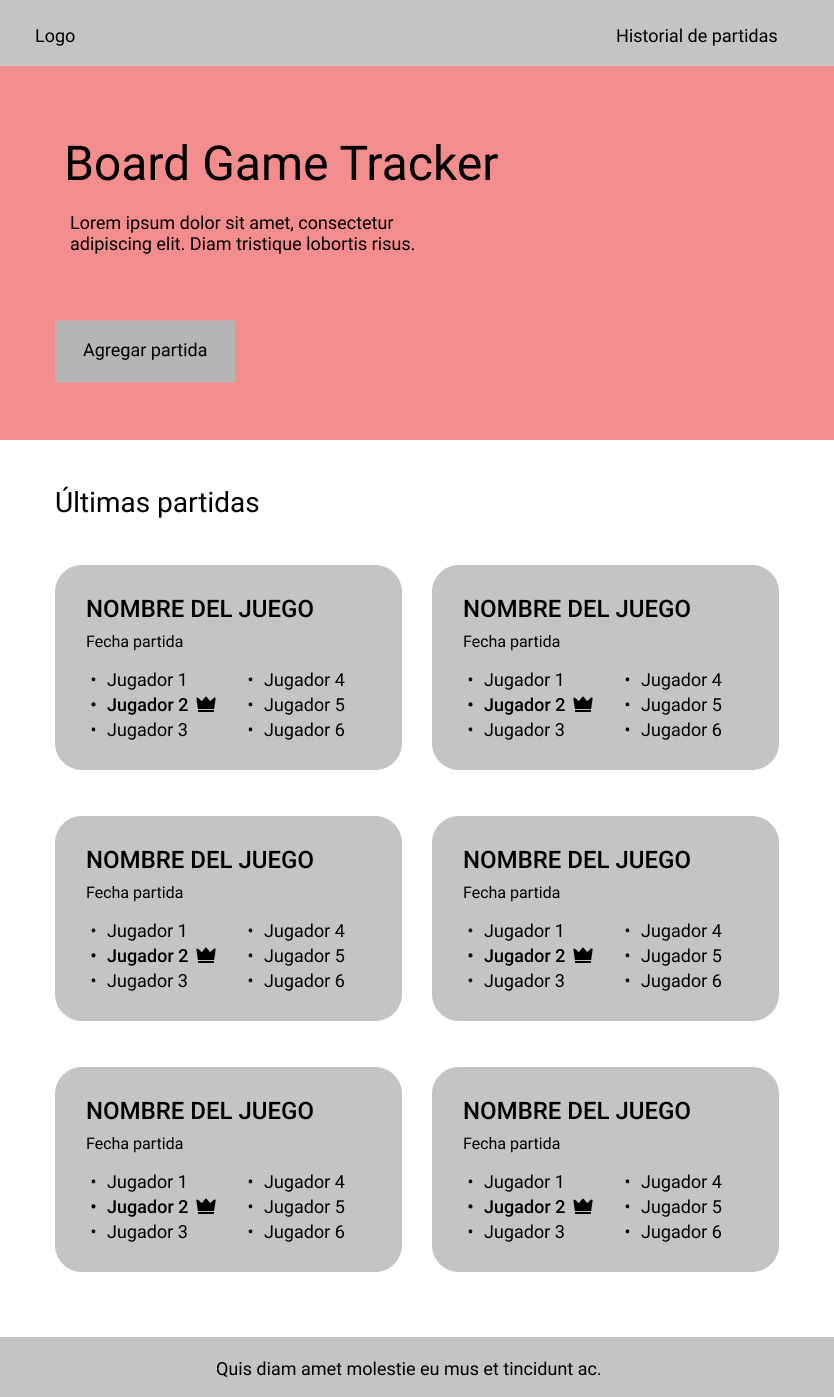 Logo
Historial de partidas
Board Game Tracker
Lorem ipsum dolor sit amet, consectetur
adipiscing elit. Diam tristique lobortis risus.
Agregar partida
Últimas partidas
NOMBRE DEL JUEGO
Fecha partida
• Jugador 1
• Jugador 2
• Jugador 3
• Jugador 4
• Jugador 5
• Jugador 6
NOMBRE DEL JUEGO
Fecha partida
• Jugador 1
• Jugador 2
• Jugador 3
• Jugador 4
• Jugador 5
• Jugador 6
NOMBRE DEL JUEGO
Fecha partida
• Jugador 1
• Jugador 2
• Jugador 3
• Jugador 4
• Jugador 5
• Jugador 6
NOMBRE DEL JUEGO
Fecha partida
• Jugador 1
• Jugador 2
• Jugador 3
• Jugador 4
• Jugador 5
• Jugador 6
NOMBRE DEL JUEGO
Fecha partida
• Jugador 1
• Jugador 2
• Jugador 3
• Jugador 4
• Jugador 5
• Jugador 6
NOMBRE DEL JUEGO
Fecha partida
• Jugador 1
• Jugador 2
• Jugador 3
• Jugador 4
• Jugador 5
• Jugador 6
Quis diam amet molestie eu mus et tincidunt ac.